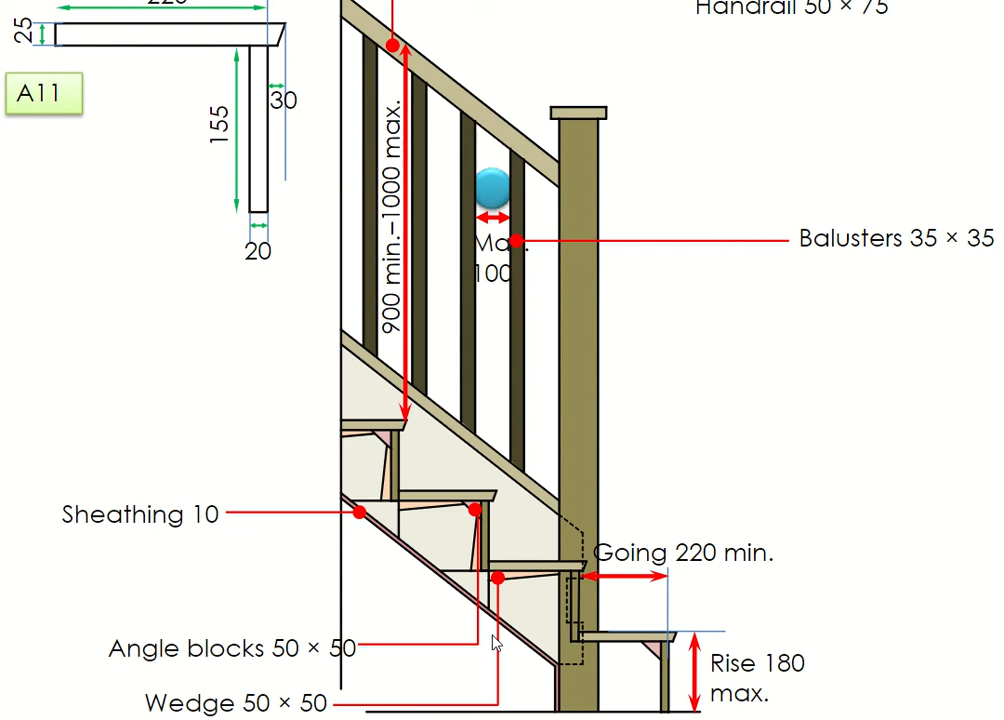 Handrail 50 × 75
25
A11
155
30
20
900 min.–1000 max.
100
Balusters 35 × 35
Sheathing 10
Going 220 min.
Angle blocks 50 × 50
Wedge 50 × 50
Rise 180
max.